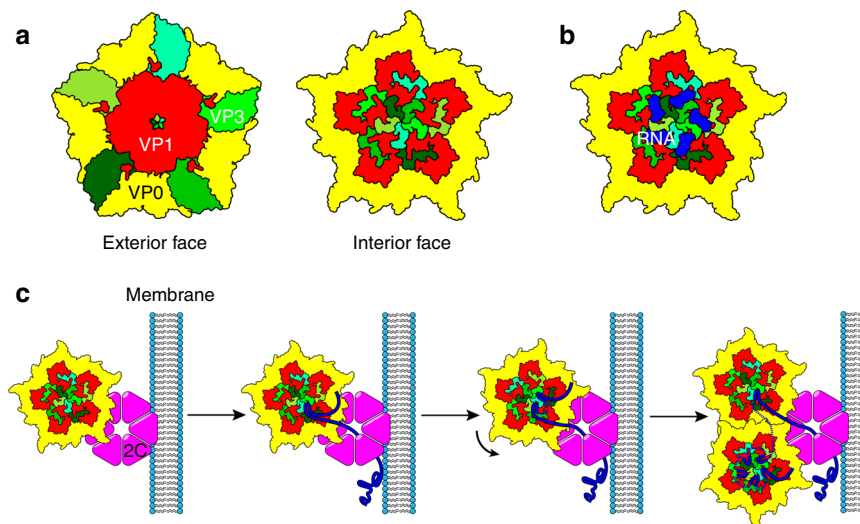 a
b
VP3
VP1
VP0
RNA
Exterior face
Interior face
c
Membrane
2C